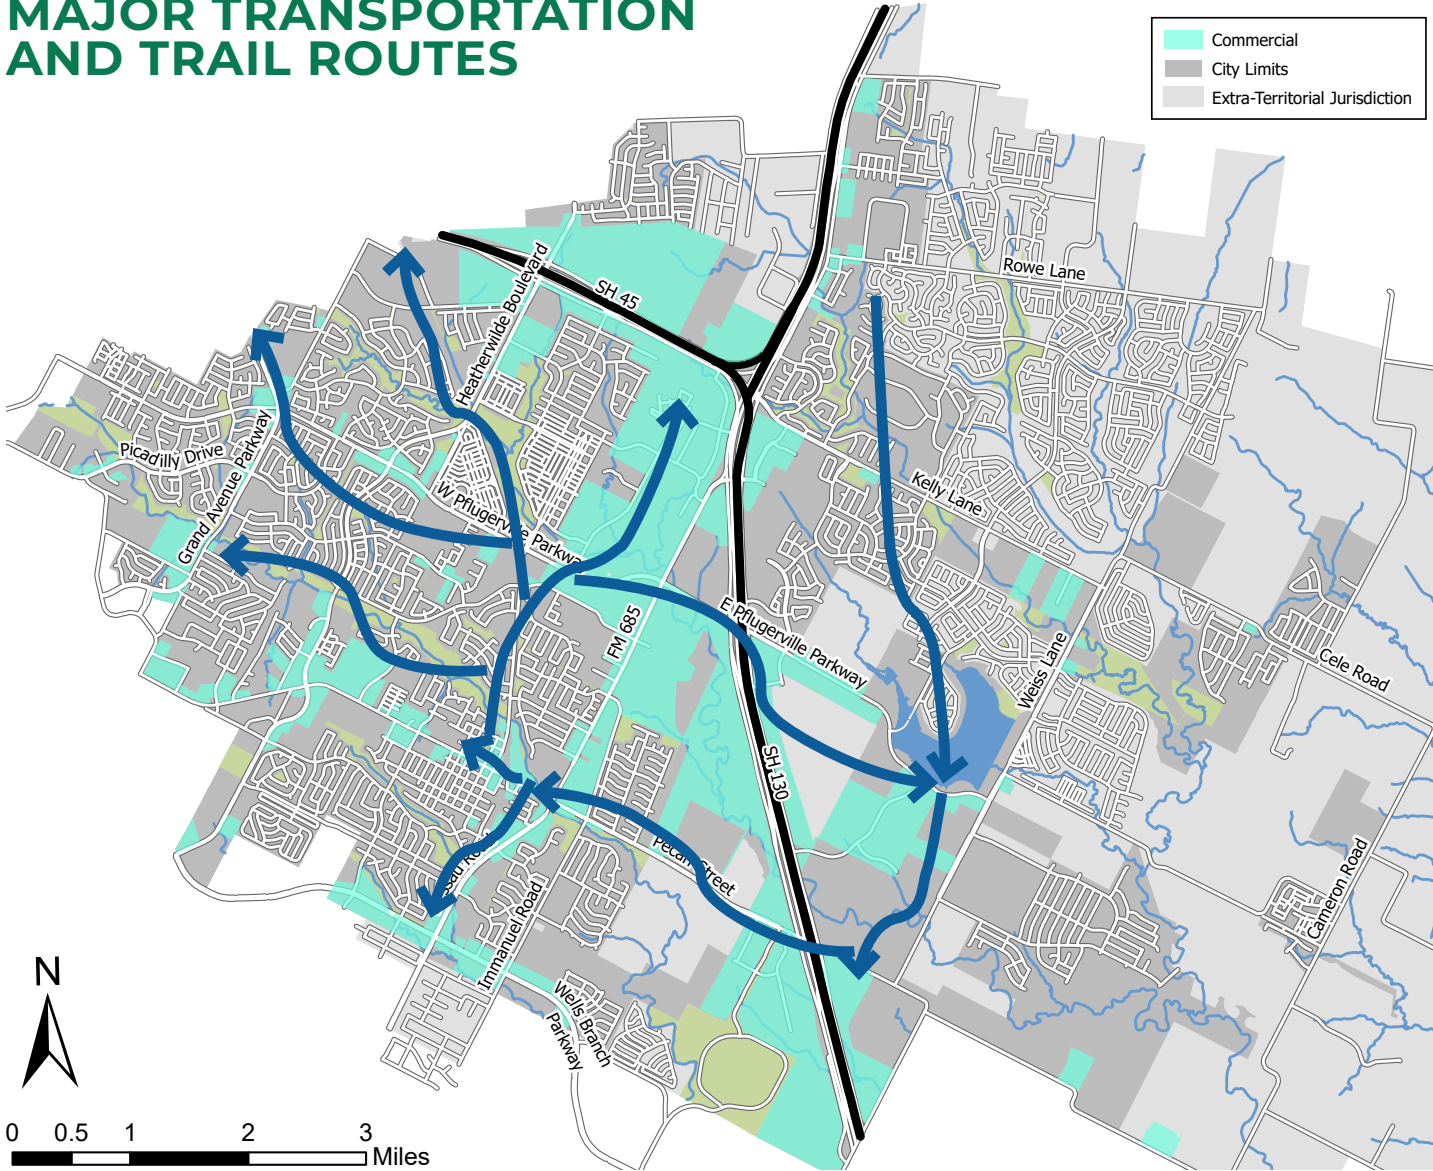 MAJOR TRANSPORTATION
AND TRAIL ROUTES
Commercial
City Limits
Extra-Territorial Jurisdiction
Rowe Lane
Heatherwilde Boulevard
SH 45
Picadilly Drive
Grand Avenue Parkway
W Pflugerville Parkway
Kelly Lane
E Pflugerville Parkway
FM 685
Weiss Lane
Cele Road
SH 130
Pecan Street
Cameron Road
Immanuel Road
Wells Branch
Parkway
N
0 0.5 1 2 3
Miles